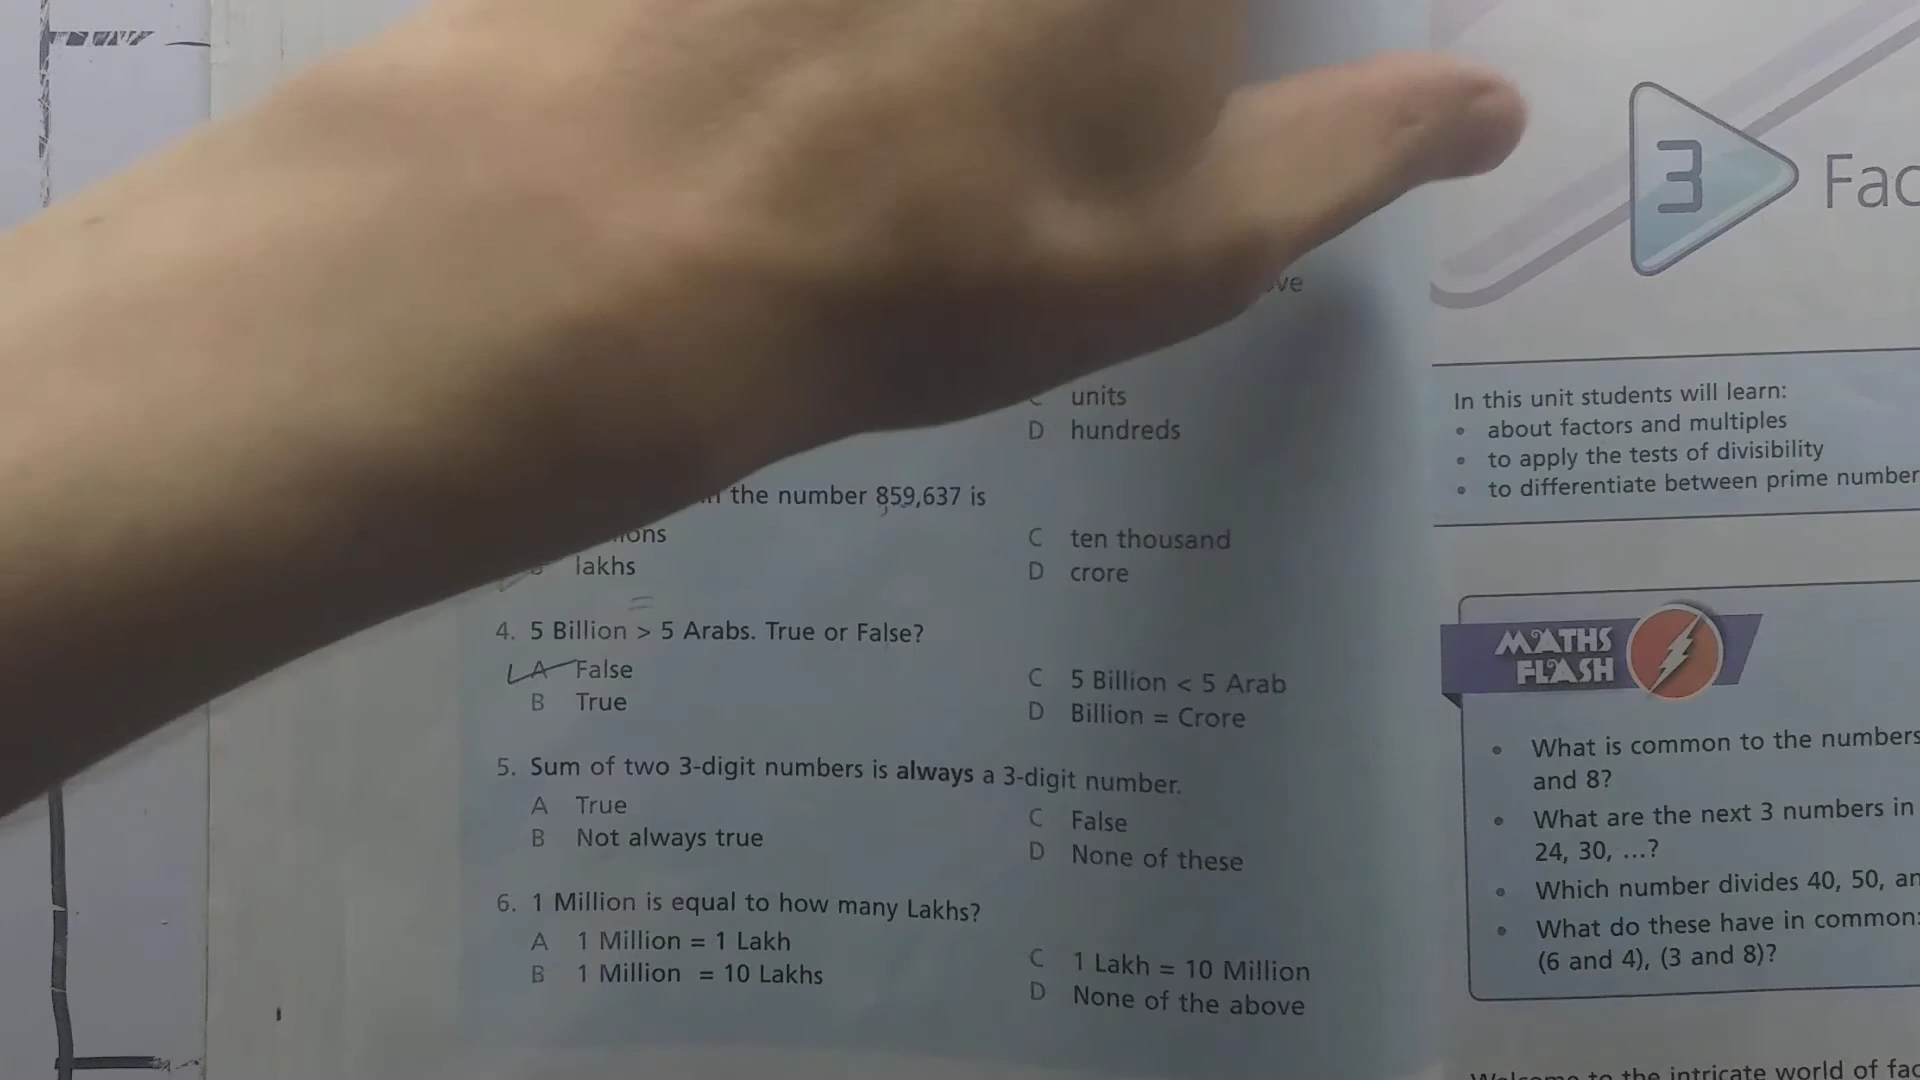 units
D hundreds
the number 859,637 is
C ten thousand
lakhs
D crore
=
4. 5 Billion > 5 Arabs. True or False?
A False
B True
C 5 Billion < 5 Arab
D Billion = Crore
5. Sum of two 3-digit numbers is always a 3-digit number.
A True
B Not always true
C False
D None of these
6. 1 Million is equal to how many Lakhs?
A 1 Million = 1 Lakh
B 1 Million = 10 Lakhs
C 1 Lakh = 10 Million
D None of the above
3
In this unit students will learn:
• about factors and multiples
• to apply the tests of divisibility
• to differentiate between prime number
MATHS
FLASH
• What is common to the numbers
and 8?
• What are the next 3 numbers in
24, 30, ...?
• Which number divides 40, 50,
• What do these have in common:
(6 and 4), (3 and 8)?
Welcome to the intricate world of